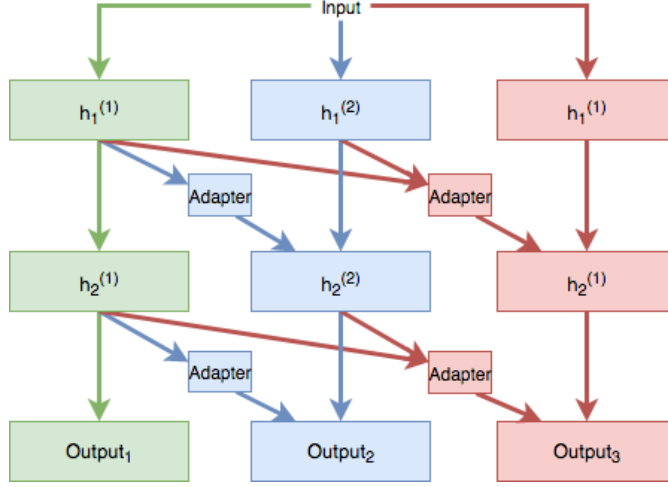 Input
h₁⁽¹⁾ h₁⁽²⁾ h₁⁽¹⁾
Adapter Adapter
h₂⁽¹⁾ h₂⁽²⁾ h₂⁽¹⁾
Adapter Adapter
Output₁ Output₂ Output₃